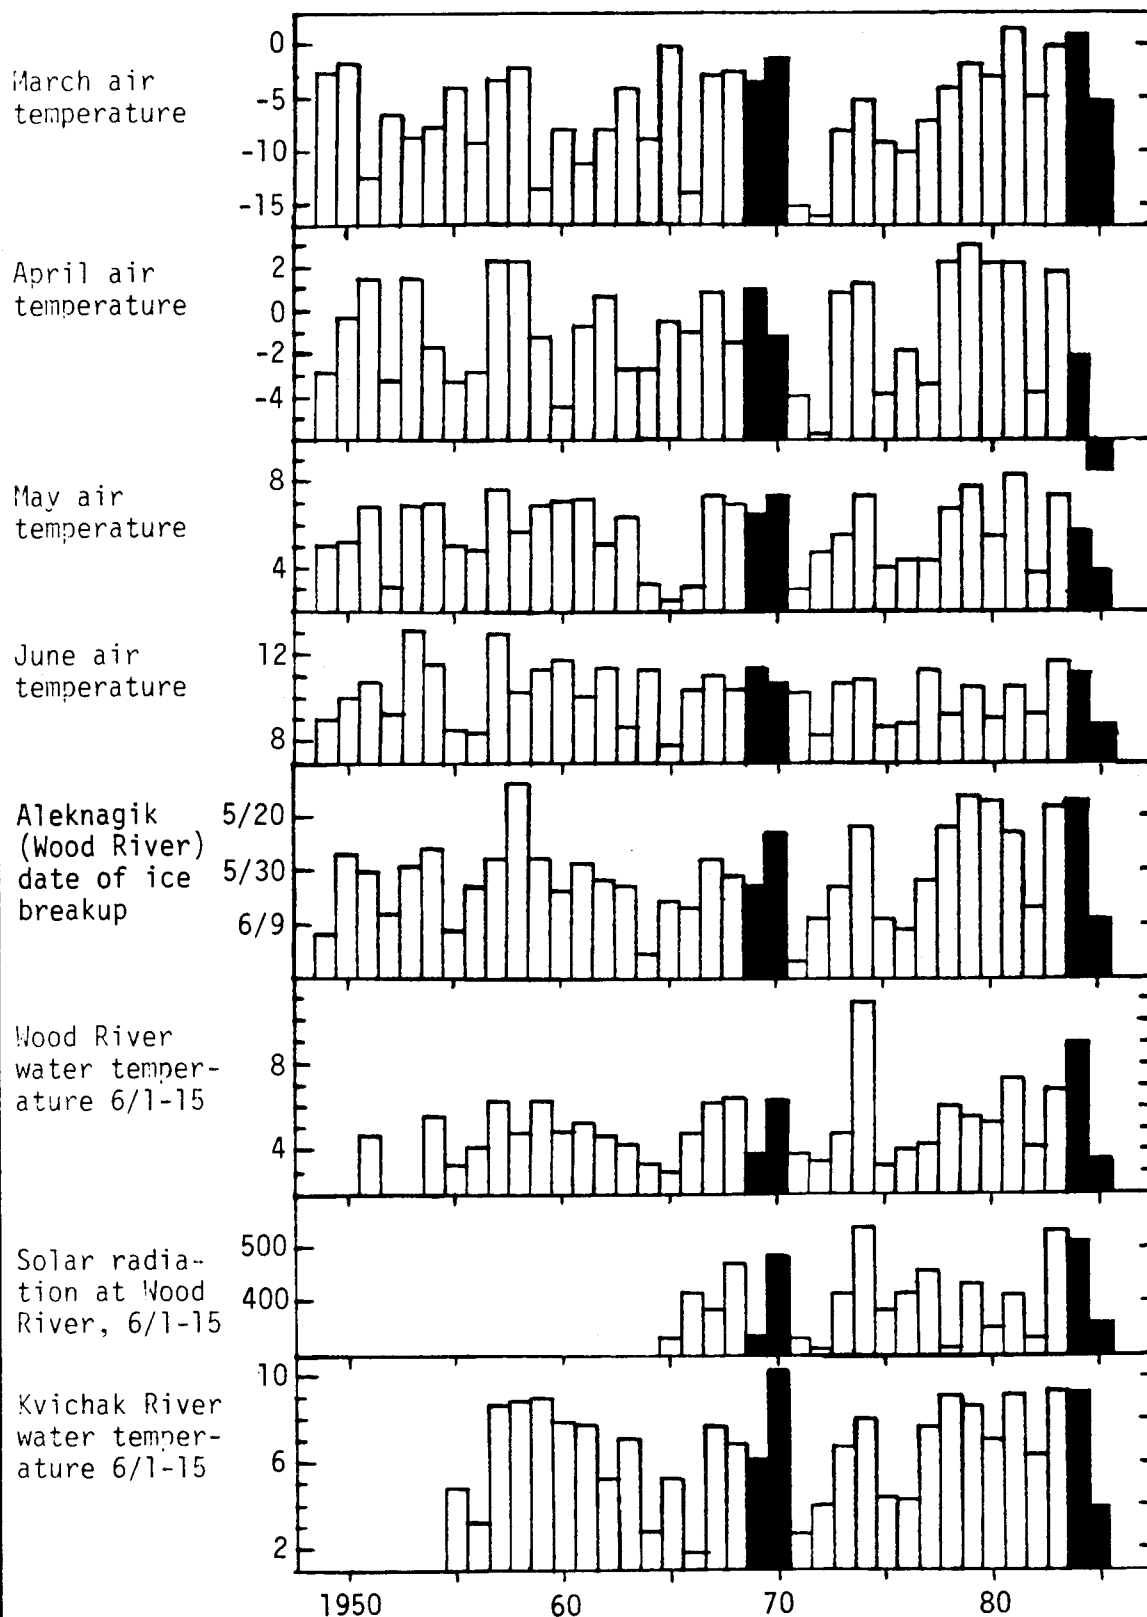 March air
temperature
0
-5
-10
-15
April air
temperature
2
0
-2
-4
May air
temperature
8
4
June air
temperature
12
8
Aleknagik
(Wood River)
date of ice
breakup
5/20
5/30
6/9
Wood River
water temper-
ature 6/1-15
8
4
Solar radia-
tion at Wood
River, 6/1-15
500
400
Kvichak River
water temper-
ature 6/1-15
10
6
2
1950 60 70 80